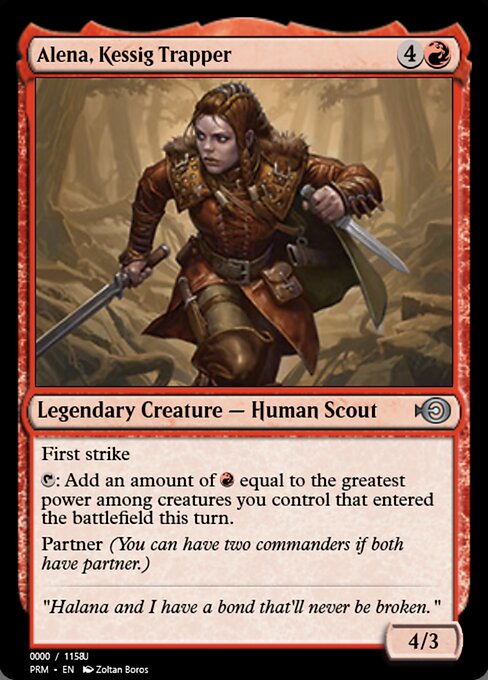 Alena, Kessig Trapper 4
Legendary Creature — Human Scout
First strike
: Add an amount of equal to the greatest
power among creatures you control that entered
the battlefield this turn.
Partner (You can have two commanders if both
have partner.)
"Halana and I have a bond that'll never be broken."
4/3
0000 / 1158U
PRM • EN Zoltan Boros